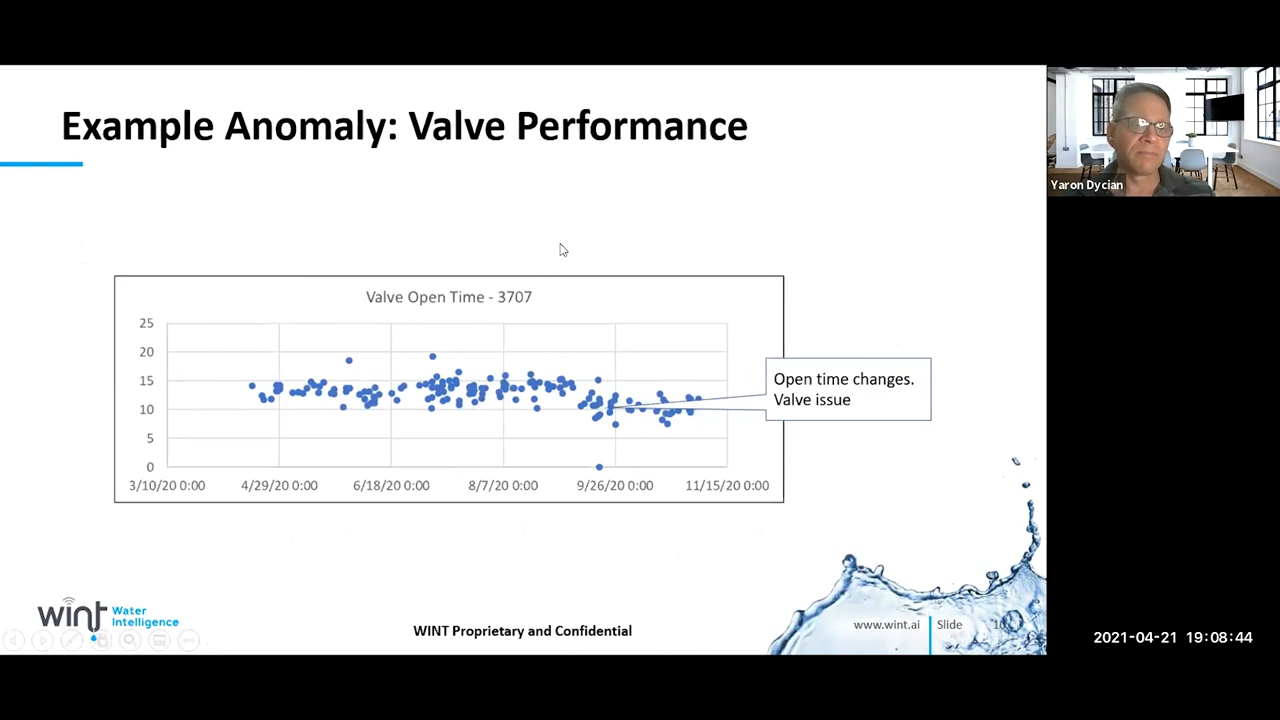 Example Anomaly: Valve Performance
Yaron Dycian
Valve Open Time - 3707
25
20
15
10
5
0
3/10/20 0:00 4/29/20 0:00 6/18/20 0:00 8/7/20 0:00 9/26/20 0:00 11/15/20 0:00
Open time changes.
Valve issue
wint Water
Intelligence
WINT Proprietary and Confidential
www.wint.ai Slide 10
2021-04-21 19:08:44